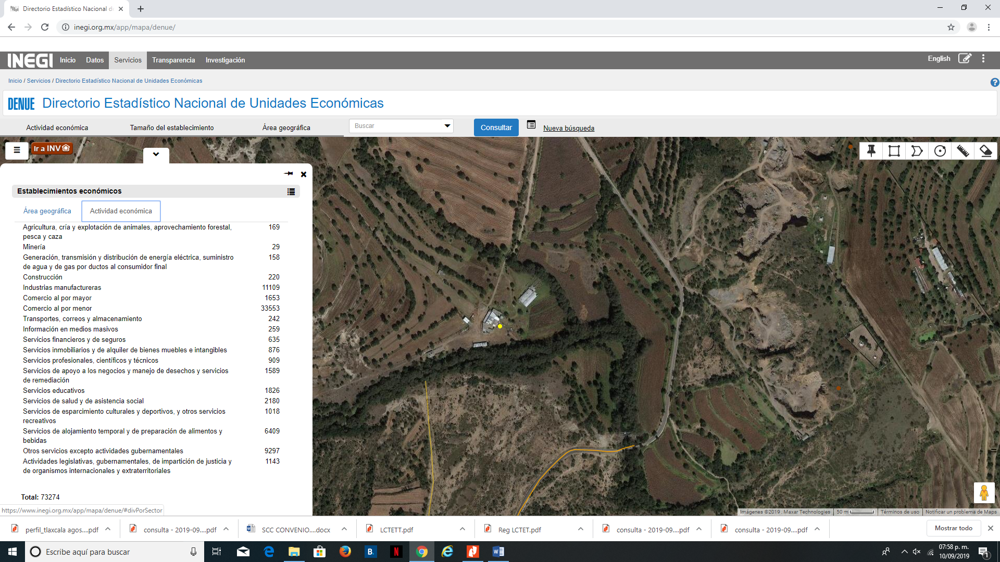 Directorio Estadístico Nacional de
inegi.org.mx/app/mapa/denue/
INEGI Inicio Datos Servicios Transparencia Investigación English
Inicio / Servicios / Directorio Estadístico Nacional de Unidades Económicas
?
DENUE Directorio Estadístico Nacional de Unidades Económicas
Actividad económica Tamaño del establecimiento Área geográfica Buscar Consultar Nueva búsqueda
Ir a INV
Establecimientos económicos
Área geográfica Actividad económica
Agricultura, cría y explotación de animales, aprovechamiento forestal, 169
pesca y caza
Minería 29
Generación, transmisión y distribución de energía eléctrica, suministro 158
de agua y de gas por ductos al consumidor final
Construcción 220
Industrias manufactureras 11109
Comercio al por mayor 1653
Comercio al por menor 33553
Transportes, correos y almacenamiento 242
Información en medios masivos 259
Servicios financieros y de seguros 635
Servicios inmobiliarios y de alquiler de bienes muebles e intangibles 876
Servicios profesionales, científicos y técnicos 909
Servicios de apoyo a los negocios y manejo de desechos y servicios 1589
de remediación
Servicios educativos 1826
Servicios de salud y de asistencia social 2180
Servicios de esparcimiento culturales y deportivos, y otros servicios 1018
recreativos
Servicios de alojamiento temporal y de preparación de alimentos y 6409
bebidas
Otros servicios excepto actividades gubernamentales 9297
Actividades legislativas, gubernamentales, de impartición de justicia y 1143
de organismos internacionales y extraterritoriales
Total: 73274
https://www.inegi.org.mx/app/mapa/denue/#divPorSector
Imágenes ©2019 , Maxar Technologies 50 m Términos de uso Notificar un problema de Maps
perfil_tlaxcala agos....pdf consulta - 2019-09....pdf SCC CONVENIO....docx LCTETT.pdf Reg LCTET.pdf consulta - 2019-09....pdf consulta - 2019-09....pdf Mostrar todo
Escribe aquí para buscar B. N 07:58 p. m.
10/09/2019 1